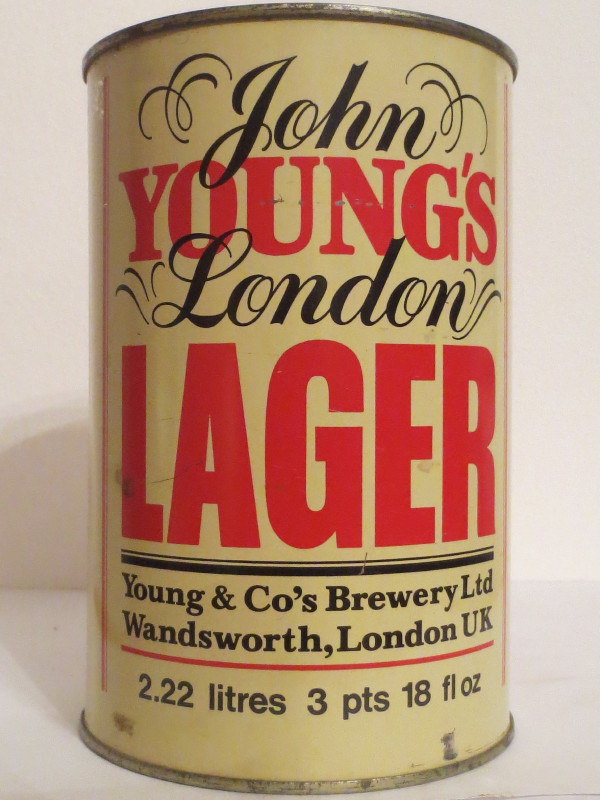 John
YOUNG'S
London
LAGER
Young & Co's Brewery Ltd
Wandsworth, London UK
2.22 litres 3 pts 18 fl oz